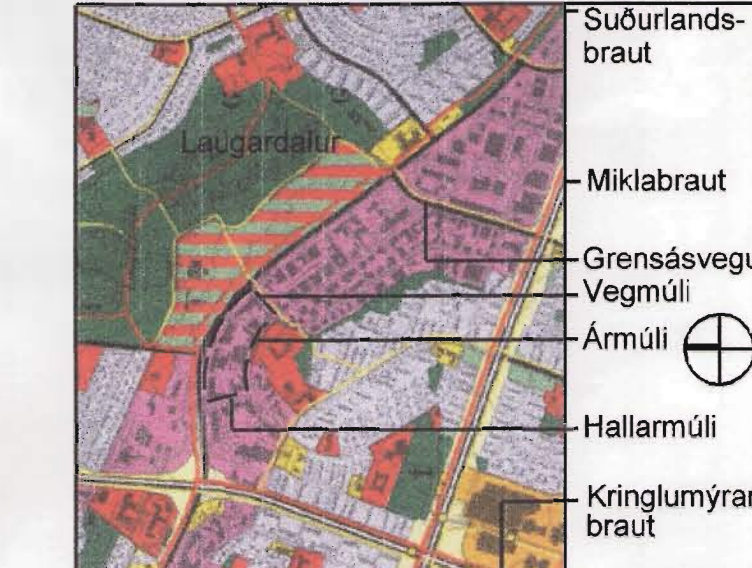 Suðurlands-
braut
Laugardalur
Miklabraut
Grensásvegu
Vegmúli
Ármúli
Hallarmúli
Kringlumýrar
braut